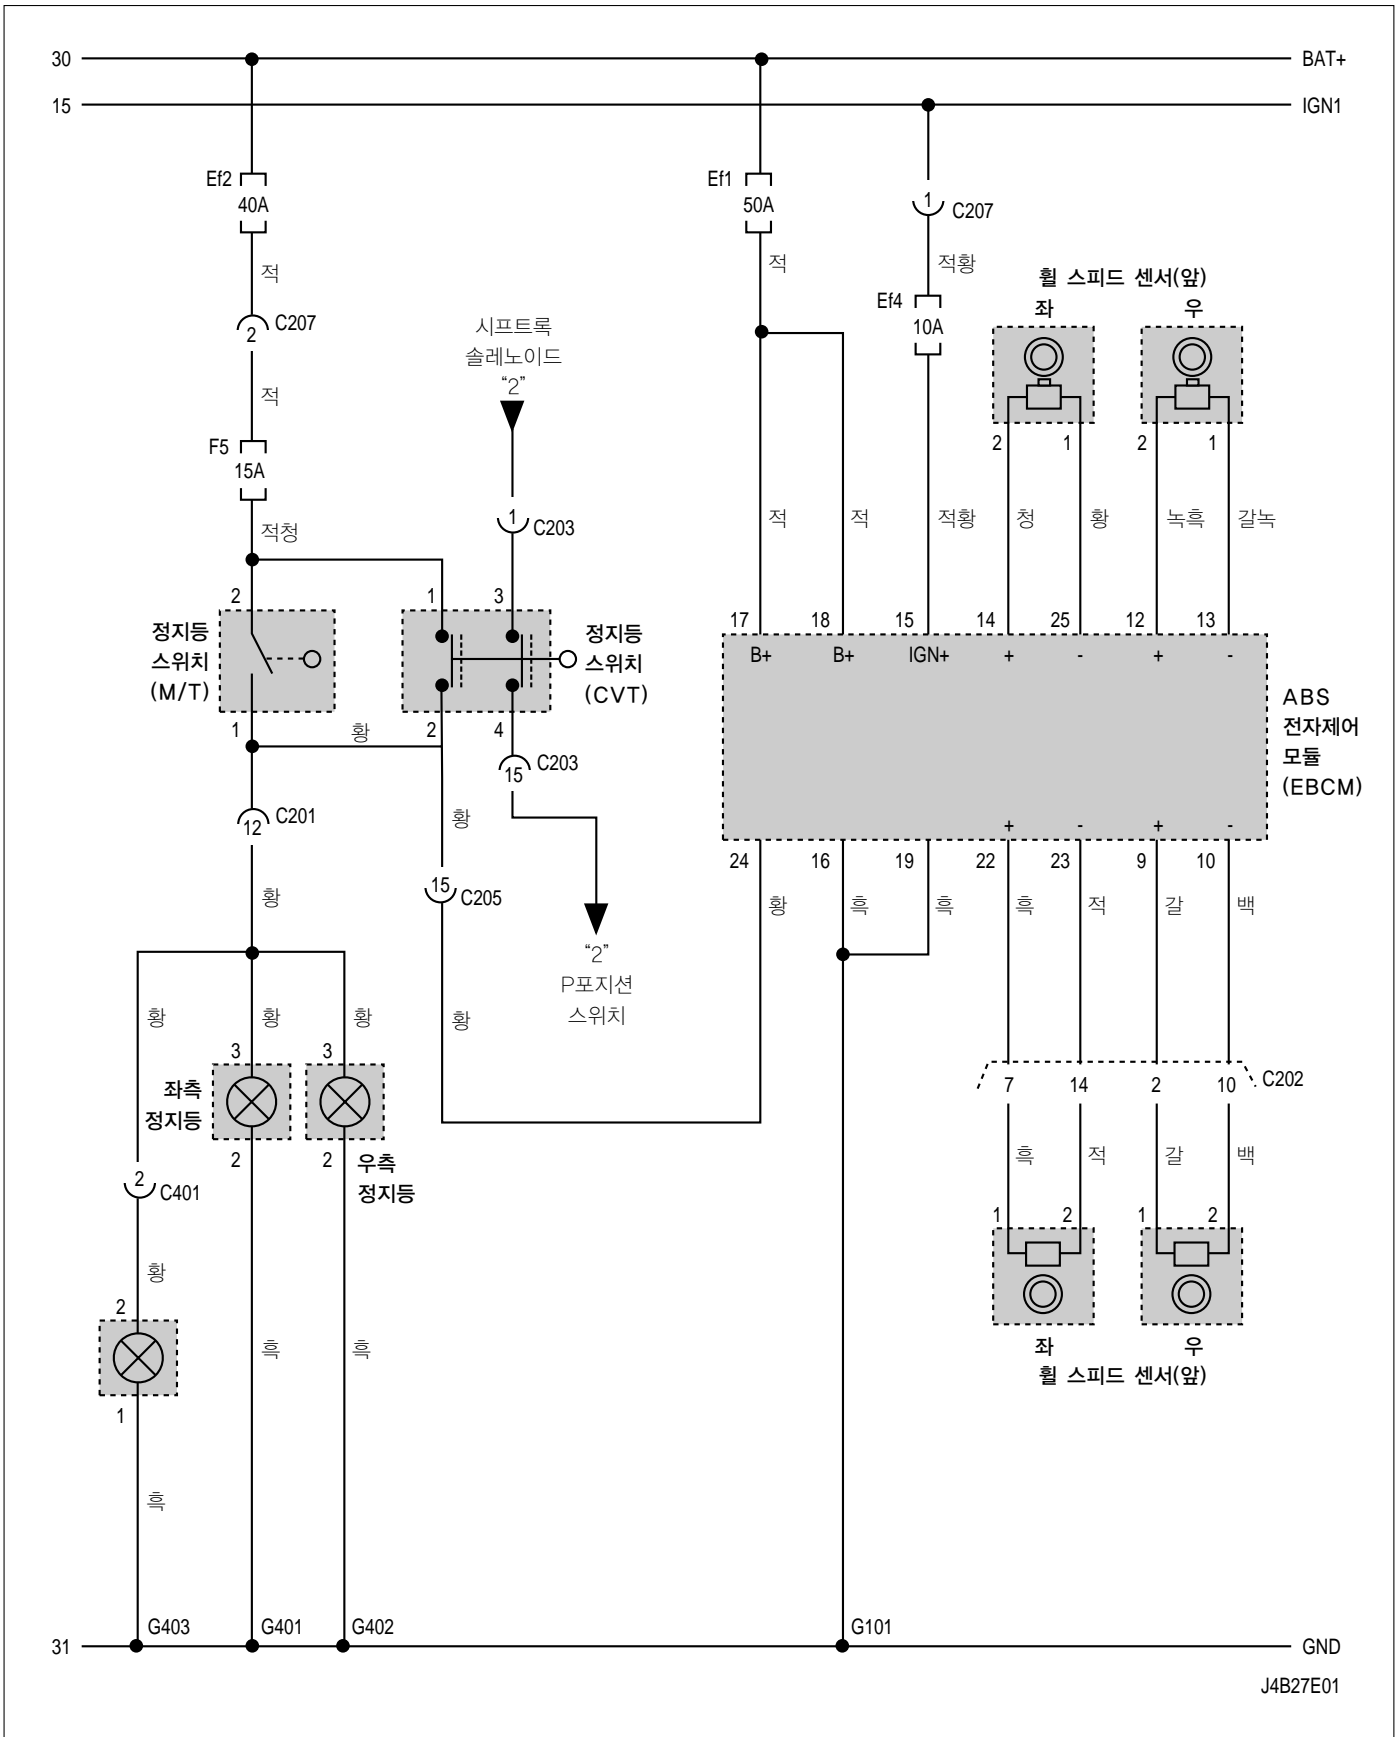 30 BAT+
15 IGN1
Ef2
40A
적
C207
2
적
F5
15A
적청
시프트록
솔레노이드
“2”
1 C203
Ef1
50A
적
1 C207
적황
Ef4
10A
휠 스피드 센서(앞)
좌 우
2 1 2 1
적 적 적황 청 황 녹흑 갈녹
2 1 3
정지등
스위치
(M/T)
정지등
스위치
(CVT)
1 2 4
황
15 C203
17 18 15 14 25 12 13
B+ B+ IGN+ + - + -
ABS
전자제어
모듈
(EBCM)
+ - + -
24 16 19 22 23 9 10
황 흑 흑 흑 적 갈 백
C201
12
황
황
15 C205
“2”
P포지션
스위치
황 황 황 황
3 3
좌측
정지등
2 2
우측
정지등
7 14 2 10 C202
흑 적 갈 백
1 2 1 2
좌 우
휠 스피드 센서(앞)
2 C401
황
2
1
흑 흑 흑
G403 G401 G402 G101
31 GND
J4B27E01